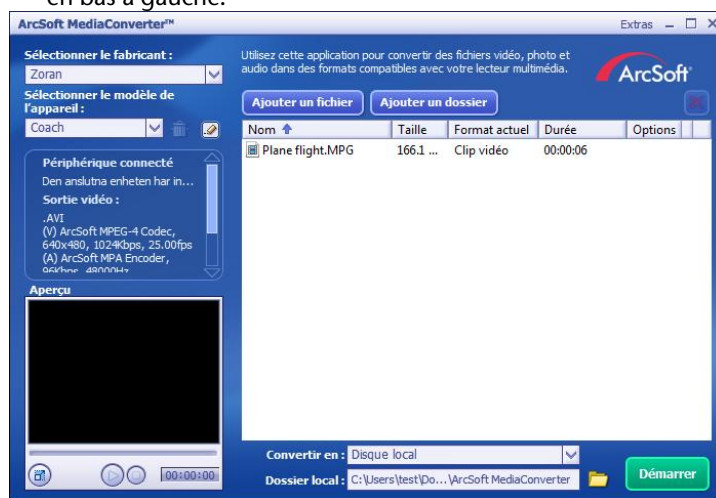 en bas à gauche.
ArcSoft MediaConverter™
Extras
Sélectionner le fabricant :
Zoran
Sélectionner le modèle de
l'appareil :
Coach
Périphérique connecté
Den anslutna enheten har in...
Sortie vidéo :
.AVI
(V) ArcSoft MPEG-4 Codec,
640x480, 1024Kbps, 25.00fps
(A) ArcSoft MPA Encoder,
96Kbps, 48000Hz
Aperçu
00:00:00
Utilisez cette application pour convertir des fichiers vidéo, photo et
audio dans des formats compatibles avec votre lecteur multimédia.
ArcSoft®
Ajouter un fichier Ajouter un dossier
Nom Taille Format actuel Durée Options
Plane flight.MPG 166.1 ... Clip vidéo 00:00:06
Convertir en : Disque local
Dossier local : C:\Users\test\Do...\ArcSoft MediaConverter
Démarrer